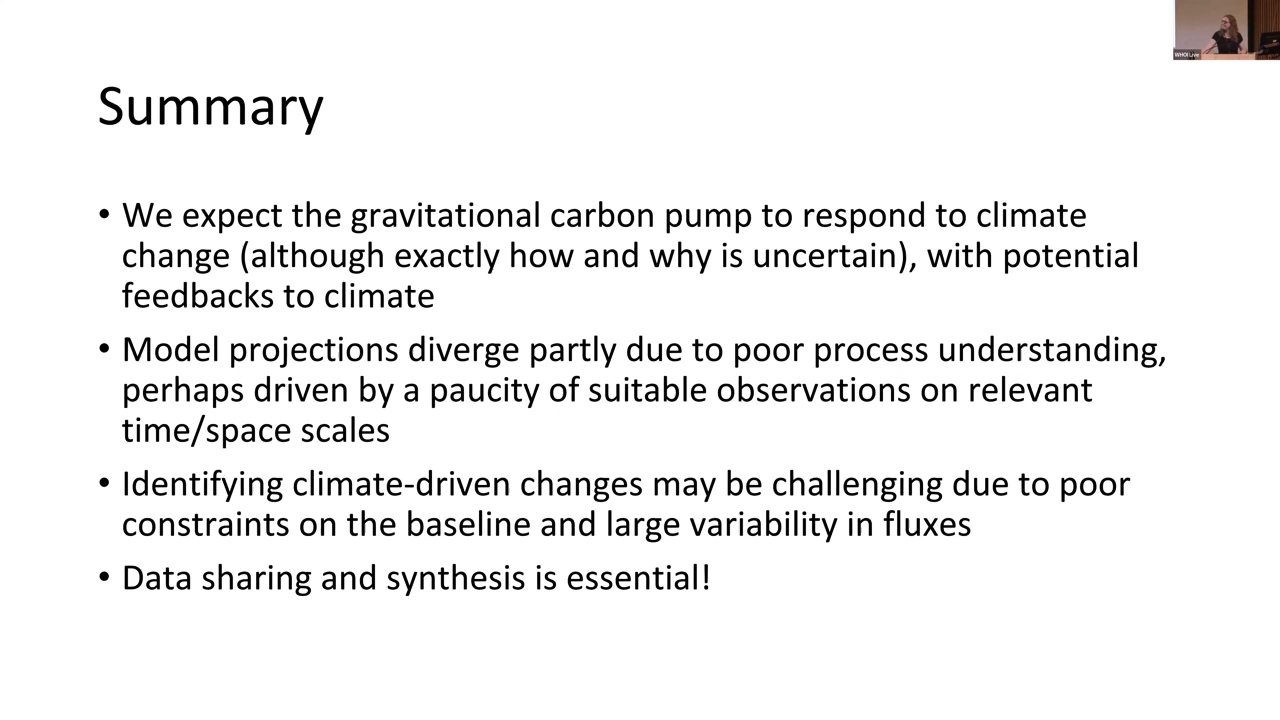 WHOI Live
Summary
• We expect the gravitational carbon pump to respond to climate
change (although exactly how and why is uncertain), with potential
feedbacks to climate
• Model projections diverge partly due to poor process understanding,
perhaps driven by a paucity of suitable observations on relevant
time/space scales
• Identifying climate-driven changes may be challenging due to poor
constraints on the baseline and large variability in fluxes
• Data sharing and synthesis is essential!